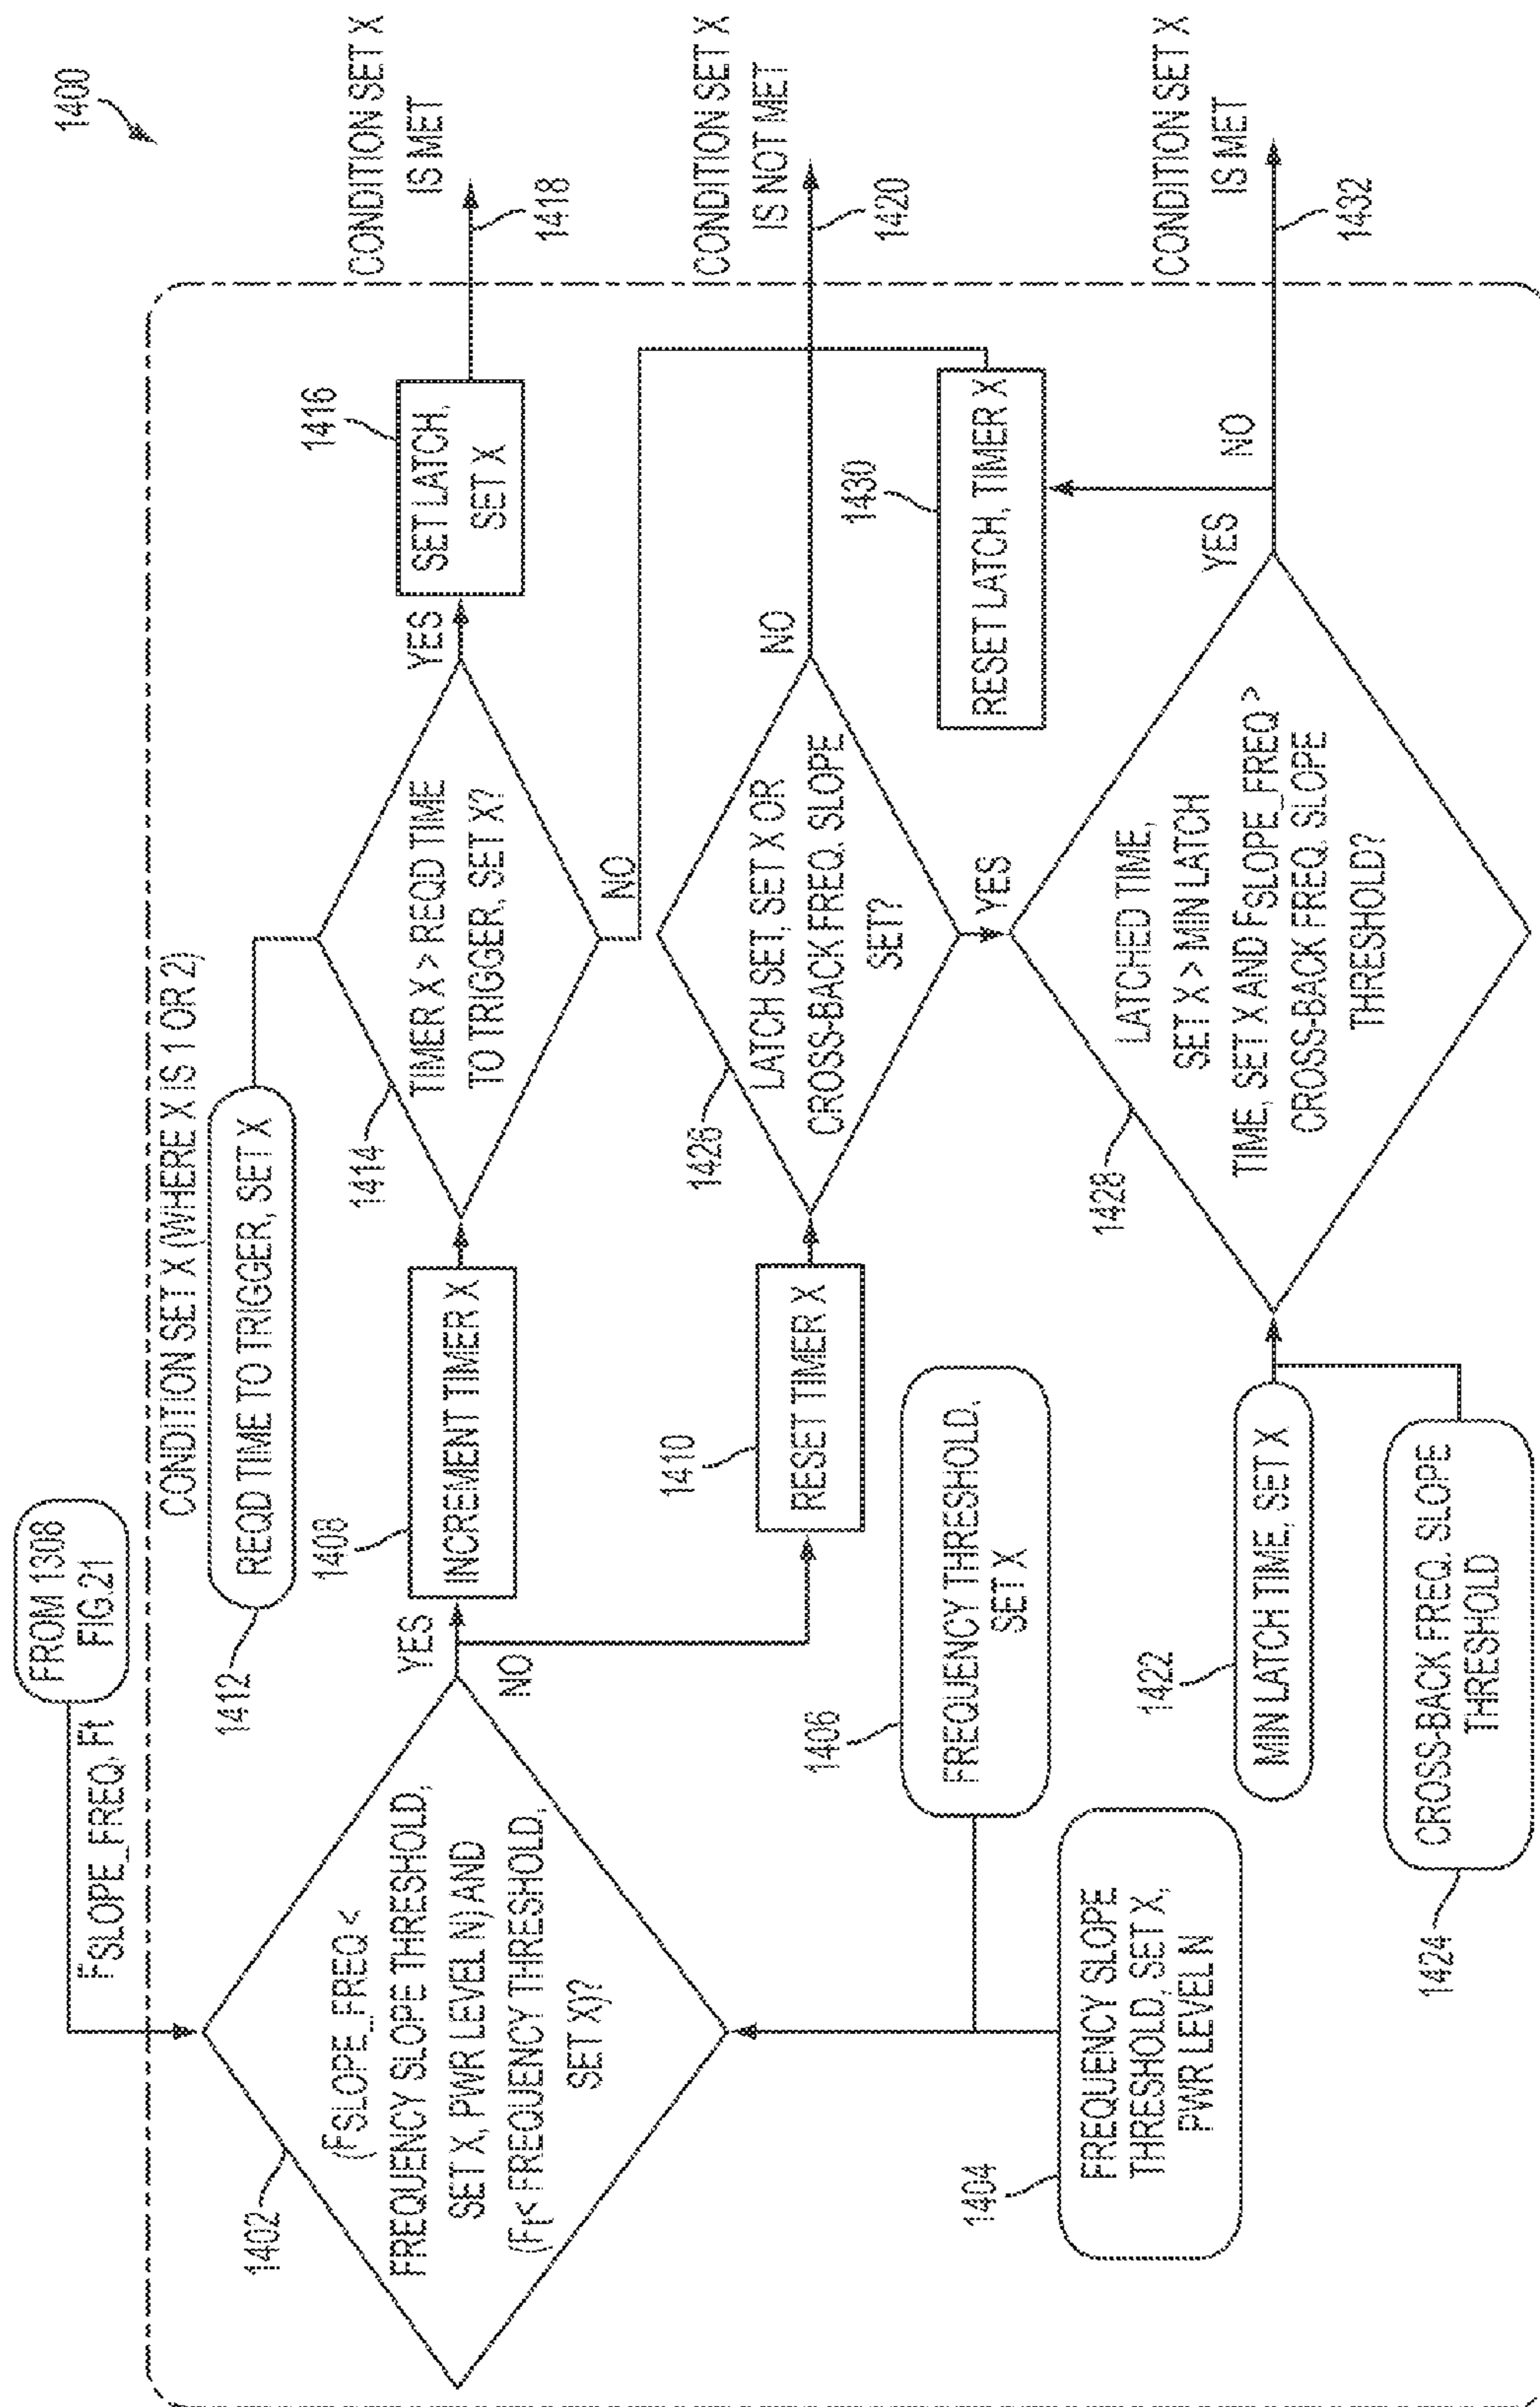 1400
FROM 1308
FIG.21
FSLOPE_FREQ, Ft
CONDITION SET X (WHERE X IS 1 OR 2)
1412
REQD TIME TO TRIGGER, SET X
1402
(FSLOPE_FREQ <
FREQUENCY SLOPE THRESHOLD,
SET X, PWR LEVEL N) AND
(Ft< FREQUENCY THRESHOLD,
SET X)?
YES
NO
1408
INCREMENT TIMER X
1414
TIMER X > REQD TIME
TO TRIGGER, SET X?
YES
NO
1416
SET LATCH,
SET X
CONDITION SET X
IS MET
1418
1410
RESET TIMER X
1426
LATCH SET, SET X OR
CROSS-BACK FREQ. SLOPE
SET?
NO
YES
CONDITION SET X
IS NOT MET
1420
1406
FREQUENCY THRESHOLD,
SET X
1404
FREQUENCY SLOPE
THRESHOLD, SET X,
PWR LEVEL N
1430
RESET LATCH, TIMER X
1422
MIN LATCH TIME, SET X
1424
CROSS-BACK FREQ. SLOPE
THRESHOLD
1428
LATCHED TIME,
SET X > MIN LATCH
TIME, SET X AND FSLOPE_FREQ >
CROSS-BACK FREQ. SLOPE
THRESHOLD?
YES
NO
CONDITION SET X
IS MET
1432